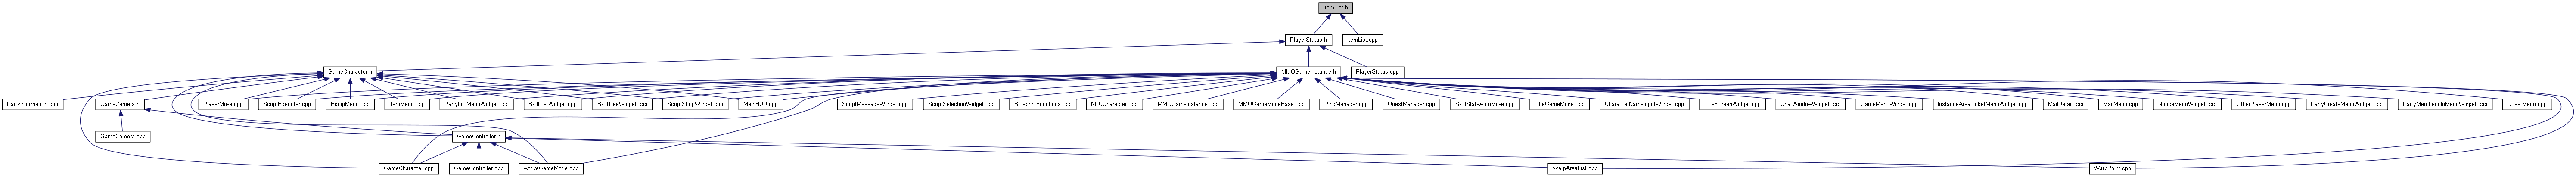 ItemList.h
PlayerStatus.h
ItemList.cpp
GameCharacter.h
MMOGameInstance.h
PlayerStatus.cpp
PartyInformation.cpp
GameCamera.h
PlayerMove.cpp
ScriptExecuter.cpp
EquipMenu.cpp
ItemMenu.cpp
PartyInfoMenuWidget.cpp
SkillListWidget.cpp
SkillTreeWidget.cpp
ScriptShopWidget.cpp
MainHUD.cpp
ScriptMessageWidget.cpp
ScriptSelectionWidget.cpp
BlueprintFunctions.cpp
NPCCharacter.cpp
MMOGameInstance.cpp
MMOGameModeBase.cpp
PingManager.cpp
QuestManager.cpp
SkillStateAutoMove.cpp
TitleGameMode.cpp
CharacterNameInputWidget.cpp
TitleScreenWidget.cpp
ChatWindowWidget.cpp
GameMenuWidget.cpp
InstanceAreaTicketMenuWidget.cpp
MailDetail.cpp
MailMenu.cpp
NoticeMenuWidget.cpp
OtherPlayerMenu.cpp
PartyCreateMenuWidget.cpp
PartyMemberInfoMenuWidget.cpp
QuestMenu.cpp
GameCamera.cpp
GameController.h
GameCharacter.cpp
GameController.cpp
ActiveGameMode.cpp
WarpAreaList.cpp
WarpPoint.cpp